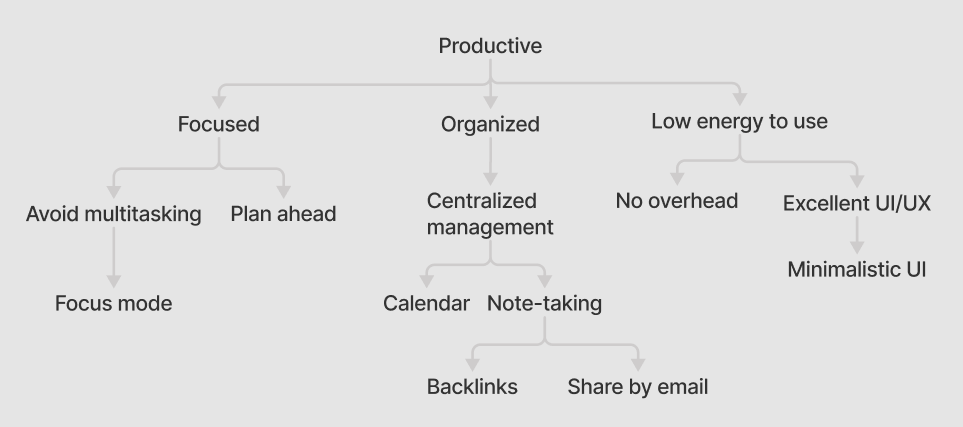 Productive
Focused
Organized
Low energy to use
Avoid multitasking
Plan ahead
Centralized
management
No overhead
Excellent UI/UX
Minimalistic UI
Focus mode
Calendar
Note-taking
Backlinks
Share by email